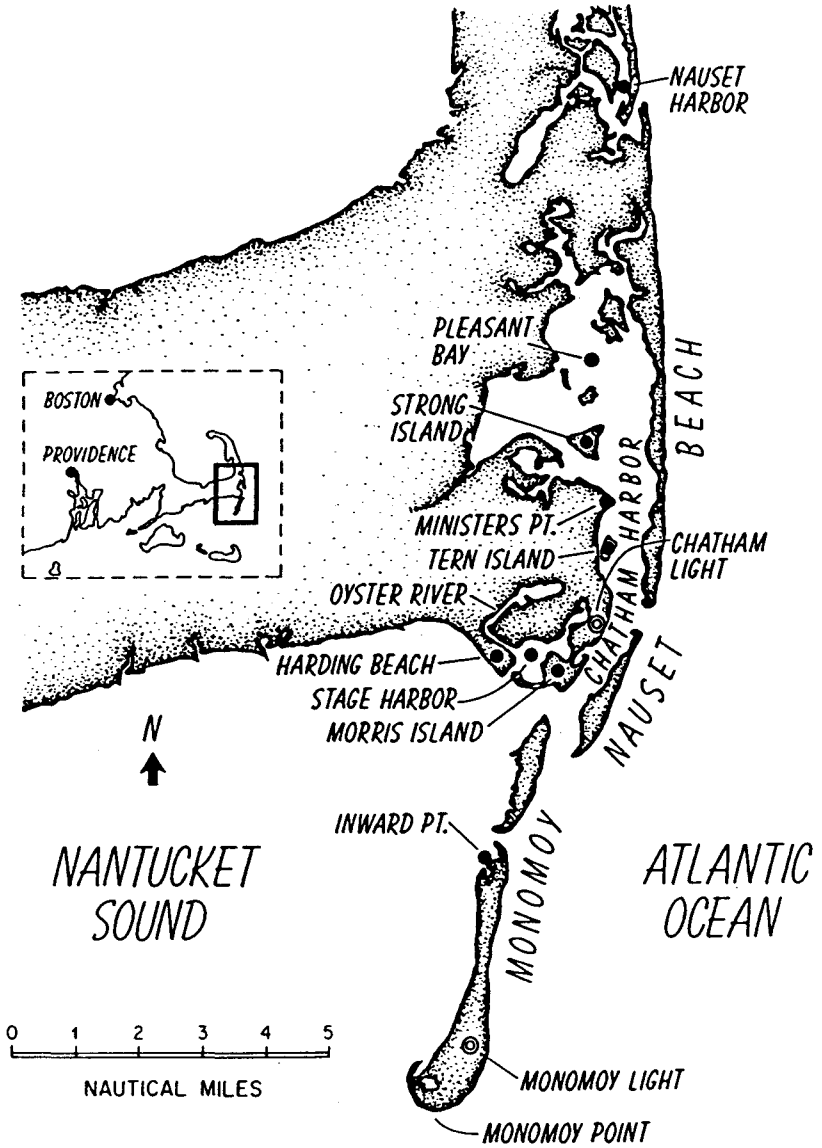 NAUSET
HARBOR
PLEASANT
BAY
BEACH
BOSTON
STRONG
ISLAND
PROVIDENCE
CHATHAM HARBOR
MINISTERS PT.
TERN ISLAND
CHATHAM
LIGHT
OYSTER RIVER
HARDING BEACH
STAGE HARBOR
MORRIS ISLAND
NAUSET
N
INWARD PT.
MONOMOY
NANTUCKET
SOUND
ATLANTIC
OCEAN
0 1 2 3 4 5
NAUTICAL MILES
MONOMOY LIGHT
MONOMOY POINT